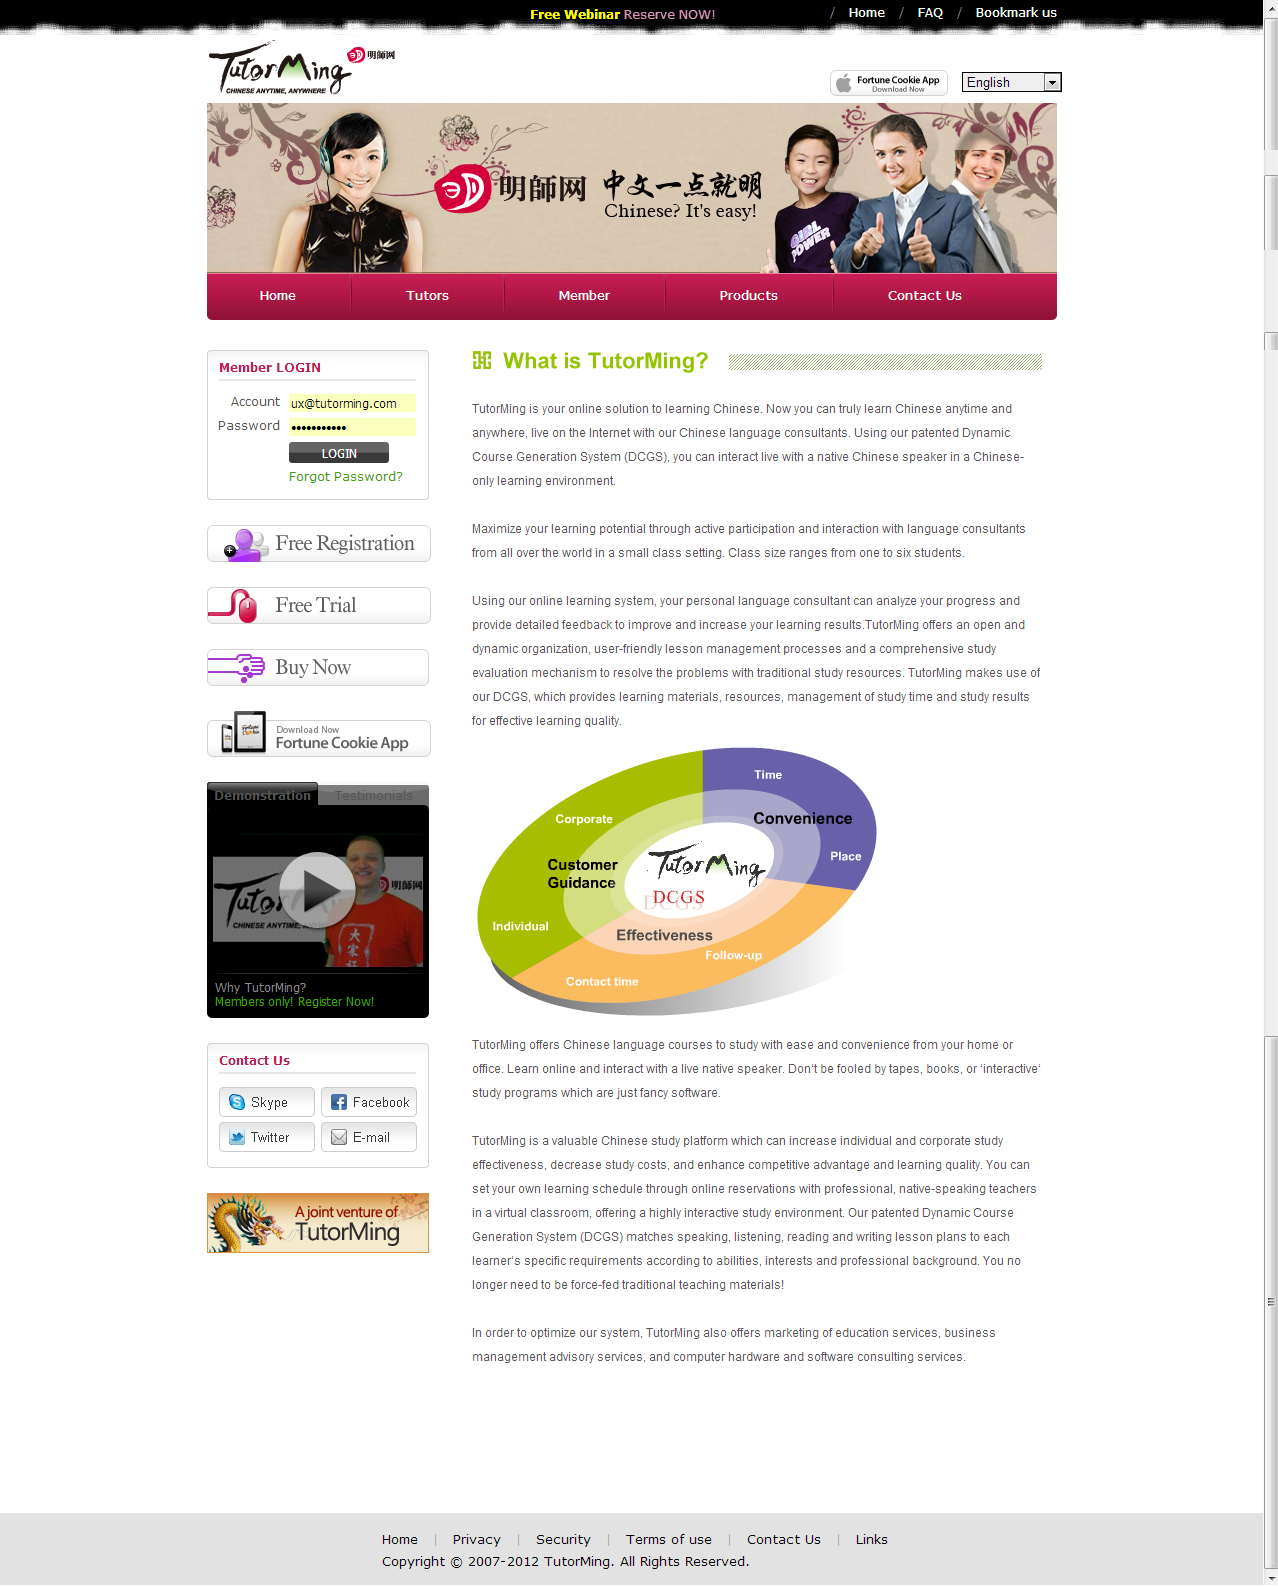 Free Webinar Reserve NOW!
/ Home / FAQ / Bookmark us
TutorMing 明師网
CHINESE ANYTIME, ANYWHERE
Fortune Cookie App
Download Now
English
明師网 中文一点就明
Chinese? It's easy!
GIRL POWER
Home Tutors Member Products Contact Us
Member LOGIN
Account ux@tutorming.com
Password •••••••••••
LOGIN
Forgot Password?
Free Registration
Free Trial
Buy Now
Download Now
Fortune Cookie App
Demonstration Testimonials
TutorMing 明師网
CHINESE ANYTIME, AN
大家好
Why TutorMing?
Members only! Register Now!
Contact Us
Skype Facebook
Twitter E-mail
A joint venture of
TutorMing
What is TutorMing?
TutorMing is your online solution to learning Chinese. Now you can truly learn Chinese anytime and
anywhere, live on the Internet with our Chinese language consultants. Using our patented Dynamic
Course Generation System (DCGS), you can interact live with a native Chinese speaker in a Chinese-
only learning environment.
Maximize your learning potential through active participation and interaction with language consultants
from all over the world in a small class setting. Class size ranges from one to six students.
Using our online learning system, your personal language consultant can analyze your progress and
provide detailed feedback to improve and increase your learning results.TutorMing offers an open and
dynamic organization, user-friendly lesson management processes and a comprehensive study
evaluation mechanism to resolve the problems with traditional study resources. TutorMing makes use of
our DCGS, which provides learning materials, resources, management of study time and study results
for effective learning quality.
Time
Corporate
Convenience
Place
Customer
Guidance
TutorMing
DCGS
Individual
Effectiveness
Follow-up
Contact time
TutorMing offers Chinese language courses to study with ease and convenience from your home or
office. Learn online and interact with a live native speaker. Don't be fooled by tapes, books, or ‘interactive’
study programs which are just fancy software.
TutorMing is a valuable Chinese study platform which can increase individual and corporate study
effectiveness, decrease study costs, and enhance competitive advantage and learning quality. You can
set your own learning schedule through online reservations with professional, native-speaking teachers
in a virtual classroom, offering a highly interactive study environment. Our patented Dynamic Course
Generation System (DCGS) matches speaking, listening, reading and writing lesson plans to each
learner's specific requirements according to abilities, interests and professional background. You no
longer need to be force-fed traditional teaching materials!
In order to optimize our system, TutorMing also offers marketing of education services, business
management advisory services, and computer hardware and software consulting services.
Home | Privacy | Security | Terms of use | Contact Us | Links
Copyright © 2007-2012 TutorMing. All Rights Reserved.